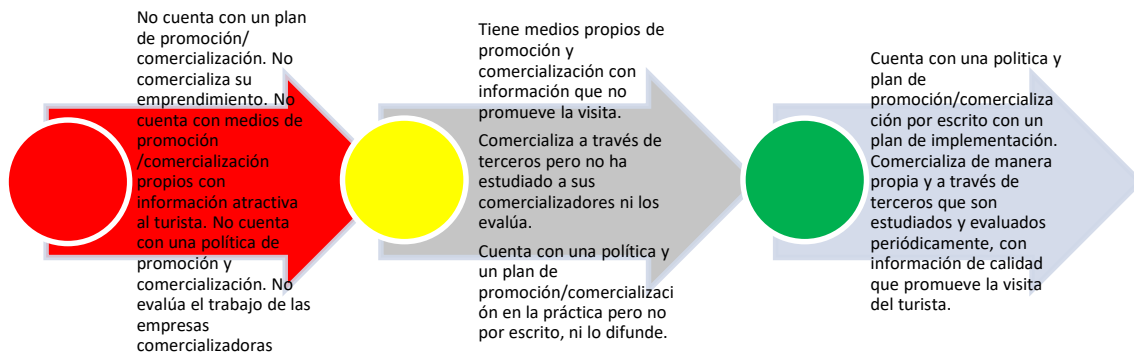 No cuenta con un plan
de promoción/
comercialización. No
comercializa su
emprendimiento. No
cuenta con medios de
promoción
/comercialización
propios con
información atractiva
al turista. No cuenta
con una política de
promoción y
comercialización. No
evalúa el trabajo de las
empresas
comercializadoras
Tiene medios propios de
promoción y
comercialización con
información que no
promueve la visita.
Comercializa a través de
terceros pero no ha
estudiado a sus
comercializadores ni los
evalúa.
Cuenta con una política y
un plan de
promoción/comercializaci
ón en la práctica pero no
por escrito, ni lo difunde.
Cuenta con una politica y
plan de
promoción/comercializa
ción por escrito con un
plan de implementación.
Comercializa de manera
propia y a través de
terceros que son
estudiados y evaluados
periódicamente, con
información de calidad
que promueve la visita
del turista.